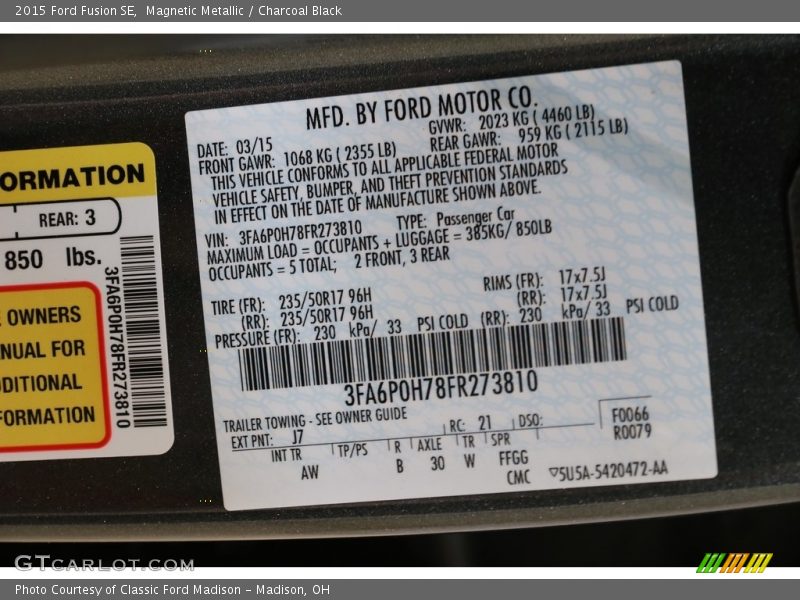 2015 Ford Fusion SE, Magnetic Metallic / Charcoal Black
ORMATION
REAR: 3
850 lbs.
OWNERS
NUAL FOR
DITIONAL
FORMATION
3FA6P0H78FR273810
MFD. BY FORD MOTOR CO.
DATE: 03/15 GVWR: 2023 KG ( 4460 LB)
FRONT GAWR: 1068 KG ( 2355 LB) REAR GAWR: 959 KG ( 2115 LB)
THIS VEHICLE CONFORMS TO ALL APPLICABLE FEDERAL MOTOR
VEHICLE SAFETY, BUMPER, AND THEFT PREVENTION STANDARDS
IN EFFECT ON THE DATE OF MANUFACTURE SHOWN ABOVE.
VIN: 3FA6P0H78FR273810 TYPE: Passenger Car
MAXIMUM LOAD = OCCUPANTS + LUGGAGE = 385KG/ 850LB
OCCUPANTS = 5 TOTAL; 2 FRONT, 3 REAR
TIRE (FR): 235/50R17 96H RIMS (FR): 17x7.5J
(RR): 235/50R17 96H (RR): 17x7.5J
PRESSURE (FR): 230 kPa/ 33 PSI COLD (RR): 230 kPa/ 33 PSI COLD
3FA6P0H78FR273810
TRAILER TOWING - SEE OWNER GUIDE
EXT PNT: J7 RC: 21 DSO: F0066
R0079
INT TR TP/PS R AXLE TR SPR
AW B 30 W FFGG
CMC 5U5A-5420472-AA
GTCARLOT.COM
Photo Courtesy of Classic Ford Madison - Madison, OH